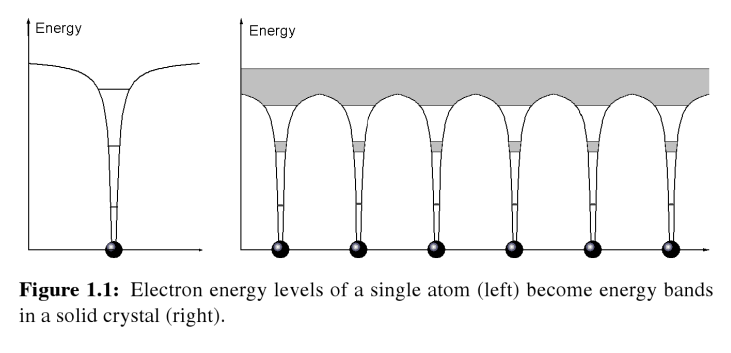 Energy
Energy
Figure 1.1: Electron energy levels of a single atom (left) become energy bands
in a solid crystal (right).